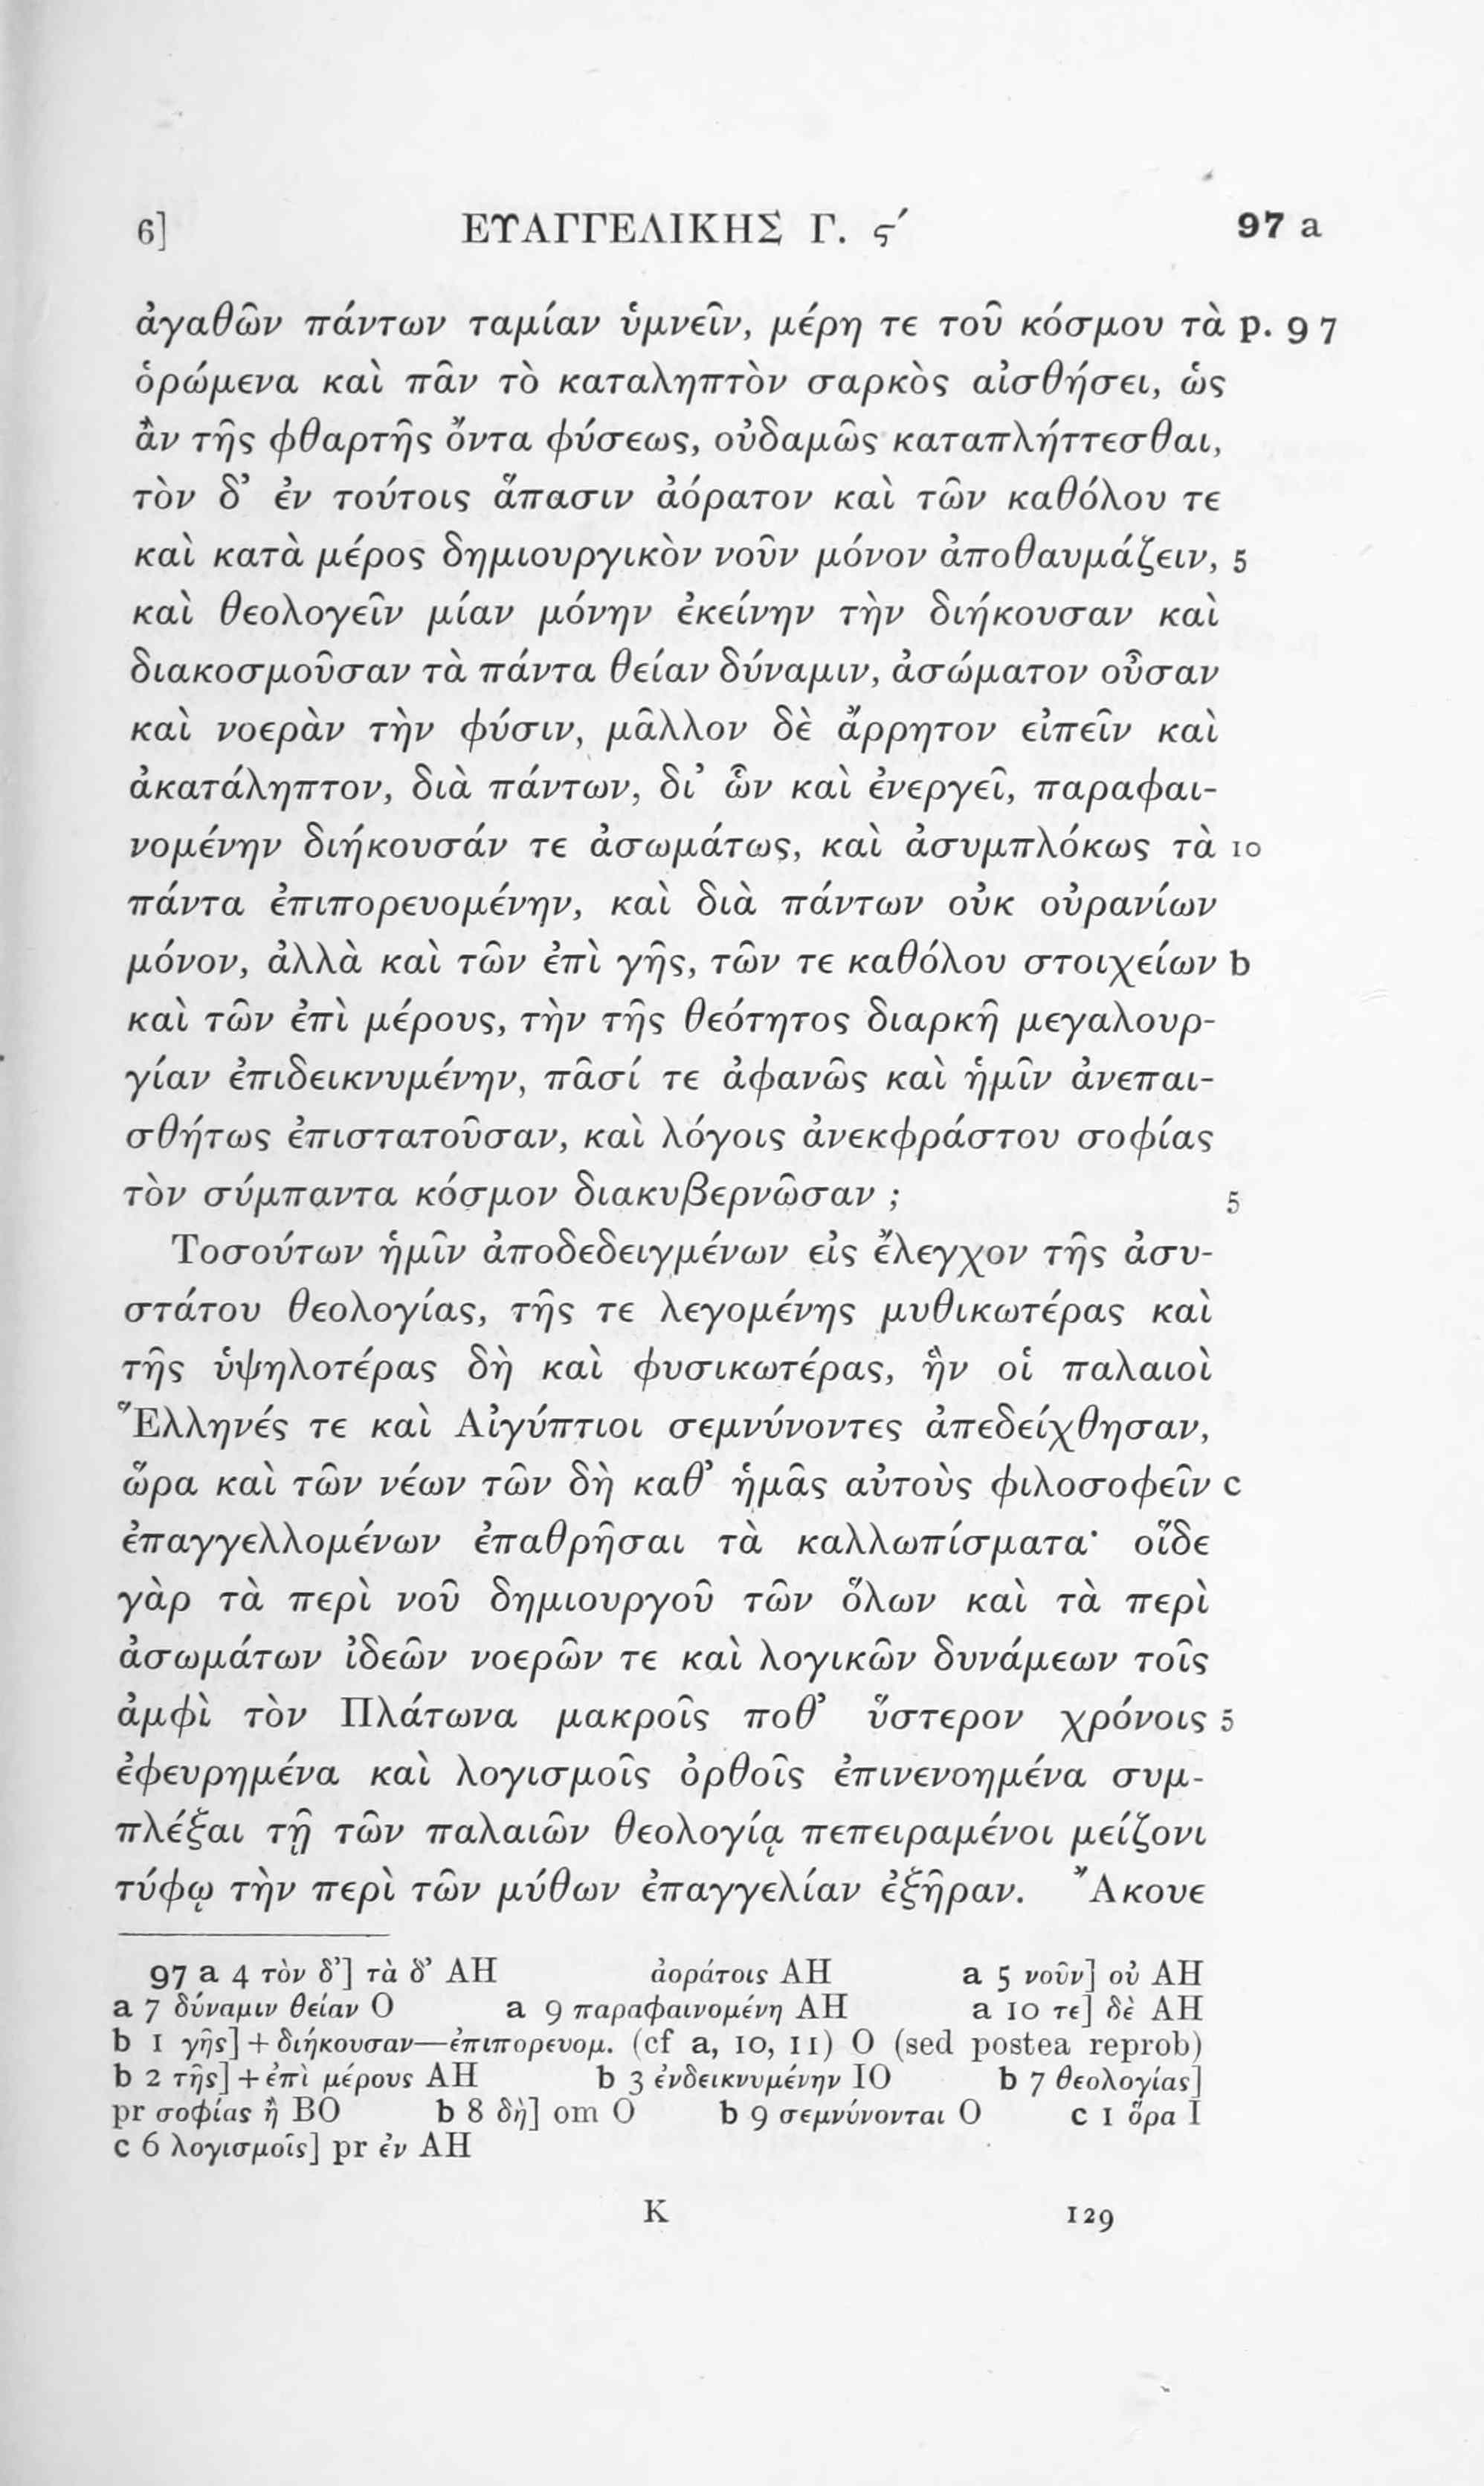 6] ΕΥΑΓΓΕΛΙΚΗΣ Γ. ϛʹ 97 a
ἀγαθῶν πάντων ταμίαν ὑμνεῖν, μέρη τε τοῦ κόσμου τὰ p. 97
ὁρώμενα καὶ πᾶν τὸ καταληπτὸν σαρκὸς αἰσθήσει, ὡς
ἂν τῆς φθαρτῆς ὄντα φύσεως, οὐδαμῶς καταπλήττεσθαι,
τὸν δ’ ἐν τούτοις ἅπασιν ἀόρατον καὶ τῶν καθόλου τε
καὶ κατὰ μέρος δημιουργικὸν νοῦν μόνον ἀποθαυμάζειν, 5
καὶ θεολογεῖν μίαν μόνην ἐκείνην τὴν διήκουσαν καὶ
διακοσμοῦσαν τὰ πάντα θείαν δύναμιν, ἀσώματον οὖσαν
καὶ νοερὰν τὴν φύσιν, μᾶλλον δὲ ἄρρητον εἰπεῖν καὶ
ἀκατάληπτον, διὰ πάντων, δι’ ὧν καὶ ἐνεργεῖ, παραφαι-
νομένην διήκουσάν τε ἀσωμάτως, καὶ ἀσυμπλόκως τὰ 10
πάντα ἐπιπορευομένην, καὶ διὰ πάντων οὐκ οὐρανίων
μόνον, ἀλλὰ καὶ τῶν ἐπὶ γῆς, τῶν τε καθόλου στοιχείων b
καὶ τῶν ἐπὶ μέρους, τὴν τῆς θεότητος διαρκῆ μεγαλουρ-
γίαν ἐπιδεικνυμένην, πᾶσί τε ἀφανῶς καὶ ἡμῖν ἀνεπαι-
σθήτως ἐπιστατοῦσαν, καὶ λόγοις ἀνεκφράστου σοφίας
τὸν σύμπαντα κόσμον διακυβερνῶσαν ; 5
Τοσούτων ἡμῖν ἀποδεδειγμένων εἰς ἔλεγχον τῆς ἀσυ-
στάτου θεολογίας, τῆς τε λεγομένης μυθικωτέρας καὶ
τῆς ὑψηλοτέρας δὴ καὶ φυσικωτέρας, ἣν οἱ παλαιοὶ
Ἕλληνές τε καὶ Αἰγύπτιοι σεμνύνοντες ἀπεδείχθησαν,
ὥρα καὶ τῶν νέων τῶν δὴ καθ’ ἡμᾶς αὐτοὺς φιλοσοφεῖν c
ἐπαγγελλομένων ἐπαθρῆσαι τὰ καλλωπίσματα· οἵδε
γὰρ τὰ περὶ νοῦ δημιουργοῦ τῶν ὅλων καὶ τὰ περὶ
ἀσωμάτων ἰδεῶν νοερῶν τε καὶ λογικῶν δυνάμεων τοῖς
ἀμφὶ τὸν Πλάτωνα μακροῖς ποθ’ ὕστερον χρόνοις 5
ἐφευρημένα καὶ λογισμοῖς ὀρθοῖς ἐπινενοημένα συμ-
πλέξαι τῇ τῶν παλαιῶν θεολογίᾳ πεπειραμένοι μείζονι
τύφῳ τὴν περὶ τῶν μύθων ἐπαγγελίαν ἐξῆραν. Ἄκουε
97 a 4 τὸν δ’] τὰ δ’ AH ἀοράτοις AH a 5 νοῦν] οὐ AH
a 7 δύναμιν θείαν O a 9 παραφαινομένη AH a 10 τε] δὲ AH
b 1 γῆς] + διήκουσαν—ἐπιπορευομ. (cf a, 10, 11) O (sed postea reprob)
b 2 τῆς] + ἐπὶ μέρους AH b 3 ἐνδεικνυμένην IO b 7 θεολογίας]
pr σοφίας ἢ BO b 8 δὴ] om O b 9 σεμνύνονται O c 1 ὅρα I
c 6 λογισμοῖς] pr ἐν AH
K 129